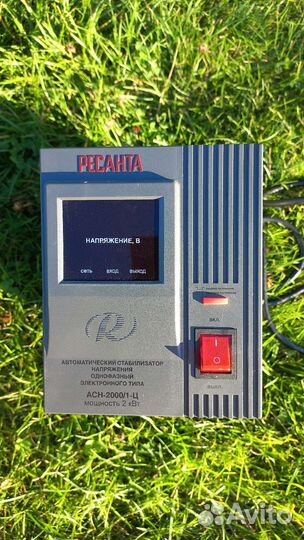 РЕСАНТА
НАПРЯЖЕНИЕ, В
СЕТЬ ВХОД ВЫХОД
ВКЛ.
ВЫКЛ.
АВТОМАТИЧЕСКИЙ СТАБИЛИЗАТОР
НАПРЯЖЕНИЯ
ОДНОФАЗНЫЙ
ЭЛЕКТРОННОГО ТИПА
АСН-2000/1-Ц
мощность 2 кВт
Avito